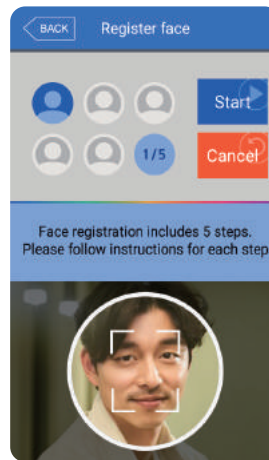 BACK
Register face
Start
1/5
Cancel
Face registration includes 5 steps.
Please follow instructions for each step